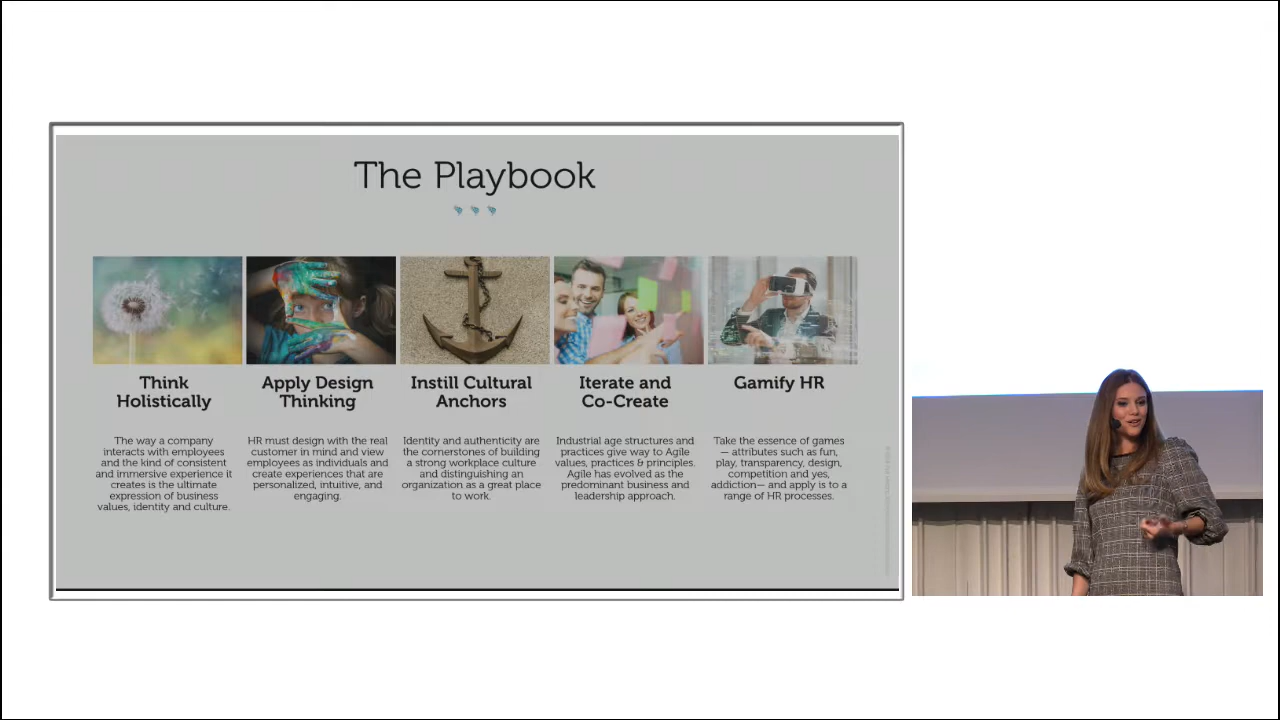 The Playbook
Think
Holistically
The way a company
interacts with employees
and the kind of consistent
and immersive experience it
creates is the ultimate
expression of business
values, identity and culture.
Apply Design
Thinking
HR must design with the real
customer in mind and view
employees as individuals and
create experiences that are
personalized, intuitive, and
engaging.
Instill Cultural
Anchors
Identity and authenticity are
the cornerstones of building
a strong workplace culture
and distinguishing an
organization as a great place
to work.
Iterate and
Co-Create
Industrial age structures and
practices give way to Agile
values, practices & principles.
Agile has evolved as the
predominant business and
leadership approach.
Gamify HR
Take the essence of games
— attributes such as fun,
play, transparency, design,
competition and yes,
addiction— and apply is to a
range of HR processes.